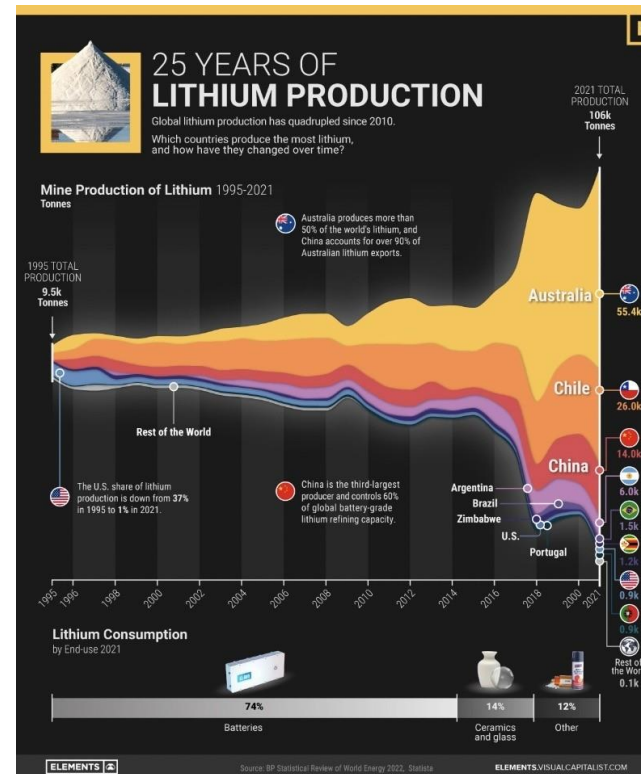 25 YEARS OF
LITHIUM PRODUCTION
Global lithium production has quadrupled since 2010.
Which countries produce the most lithium,
and how have they changed over time?
2021 TOTAL
PRODUCTION
106k
Tonnes
Mine Production of Lithium 1995-2021
Tonnes
Australia produces more than
50% of the world's lithium, and
China accounts for over 90% of
Australian lithium exports.
1995 TOTAL
PRODUCTION
9.5k
Tonnes
Australia
55.4k
Chile
26.0k
China
14.0k
Rest of the World
The U.S. share of lithium
production is down from 37%
in 1995 to 1% in 2021.
China is the third-largest
producer and controls 60%
of global battery-grade
lithium refining capacity.
Argentina
Brazil
Zimbabwe
U.S.
Portugal
6.0k
1.5k
1.2k
0.9k
0.9k
Rest of
the Wor
0.1k
1995 1996 1998 2000 2002 2004 2006 2008 2010 2012 2014 2016 2018 2000 2021
Lithium Consumption
by End-use 2021
74% 14% 12%
Batteries
Ceramics
and glass
Other
ELEMENTS
Source: BP Statistical Review of World Energy 2022, Statista
ELEMENTS.VISUALCAPITALIST.COM